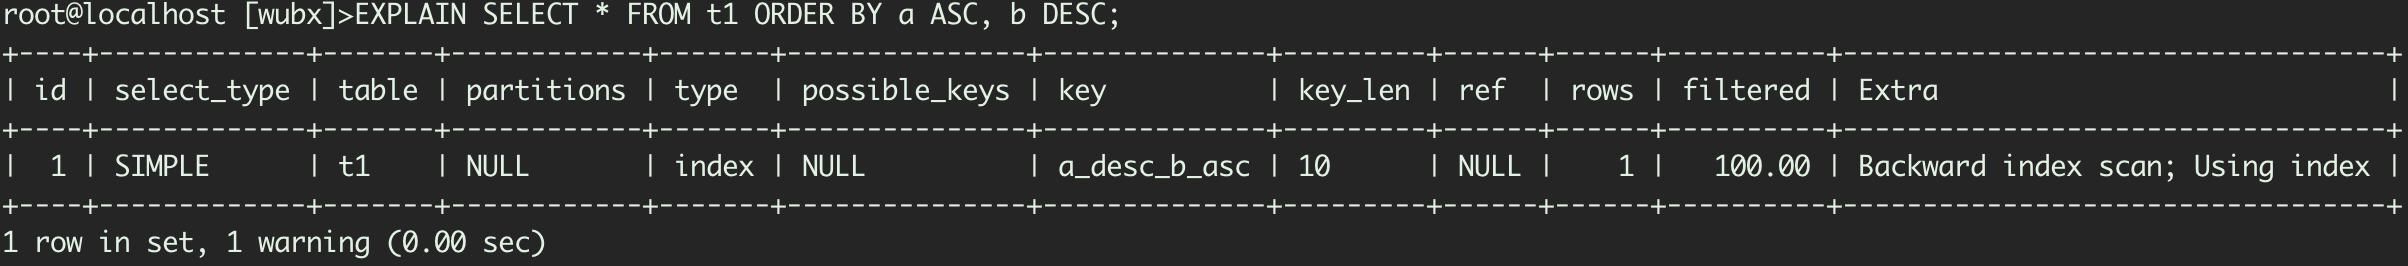 root@localhost [wubx]>EXPLAIN SELECT * FROM t1 ORDER BY a ASC, b DESC;
+----+-------------+-------+------------+-------+---------------+--------------+---------+------+------+----------+----------------------------------+
| id | select_type | table | partitions | type  | possible_keys | key          | key_len | ref  | rows | filtered | Extra                            |
+----+-------------+-------+------------+-------+---------------+--------------+---------+------+------+----------+----------------------------------+
|  1 | SIMPLE      | t1    | NULL       | index | NULL          | a_desc_b_asc | 10      | NULL |    1 |   100.00 | Backward index scan; Using index |
+----+-------------+-------+------------+-------+---------------+--------------+---------+------+------+----------+----------------------------------+
1 row in set, 1 warning (0.00 sec)